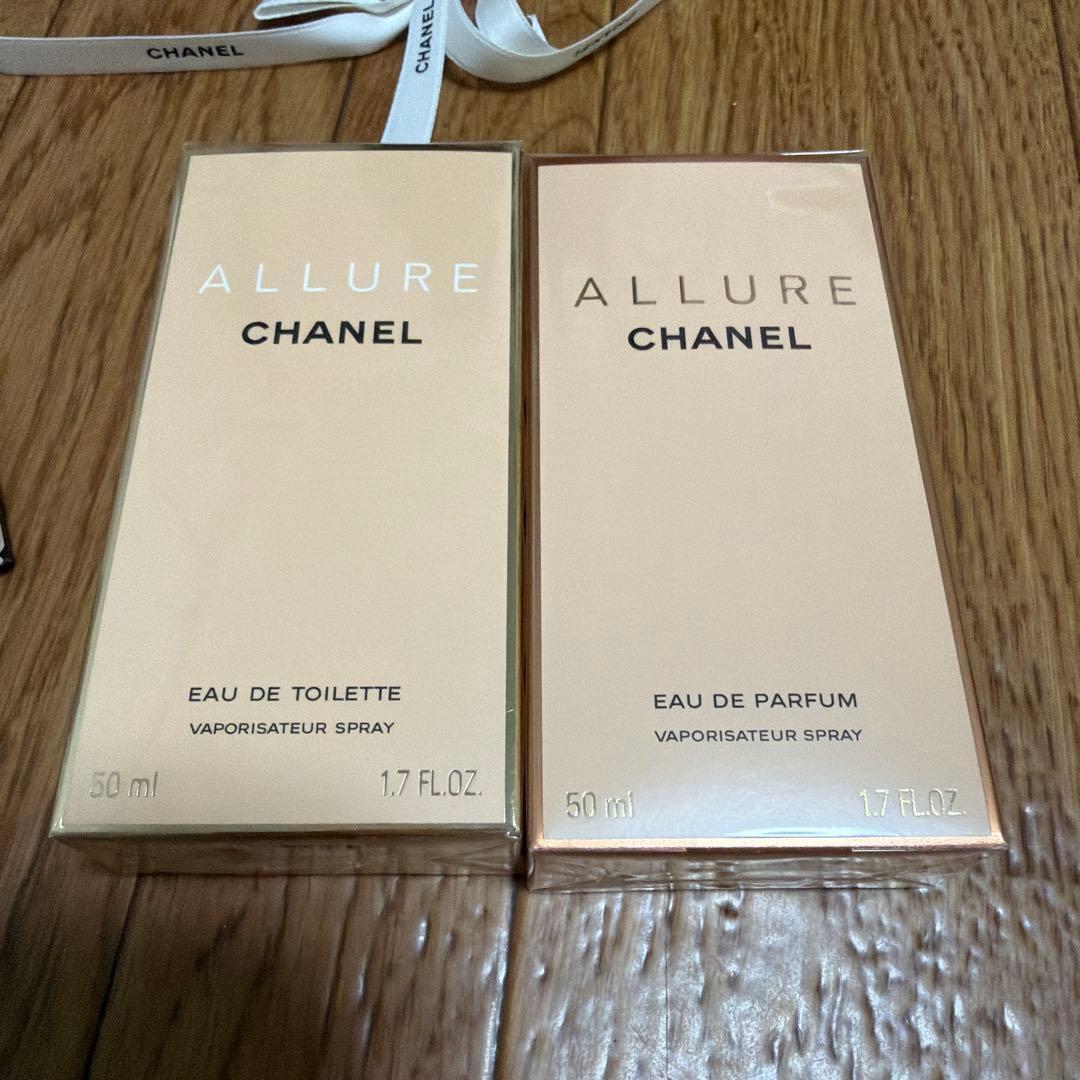 CHANEL
CHANEL
ALLURE
CHANEL
EAU DE TOILETTE
VAPORISATEUR SPRAY
50 ml 1.7 FL.OZ.
ALLURE
CHANEL
EAU DE PARFUM
VAPORISATEUR SPRAY
50 ml 1.7 FL.OZ.